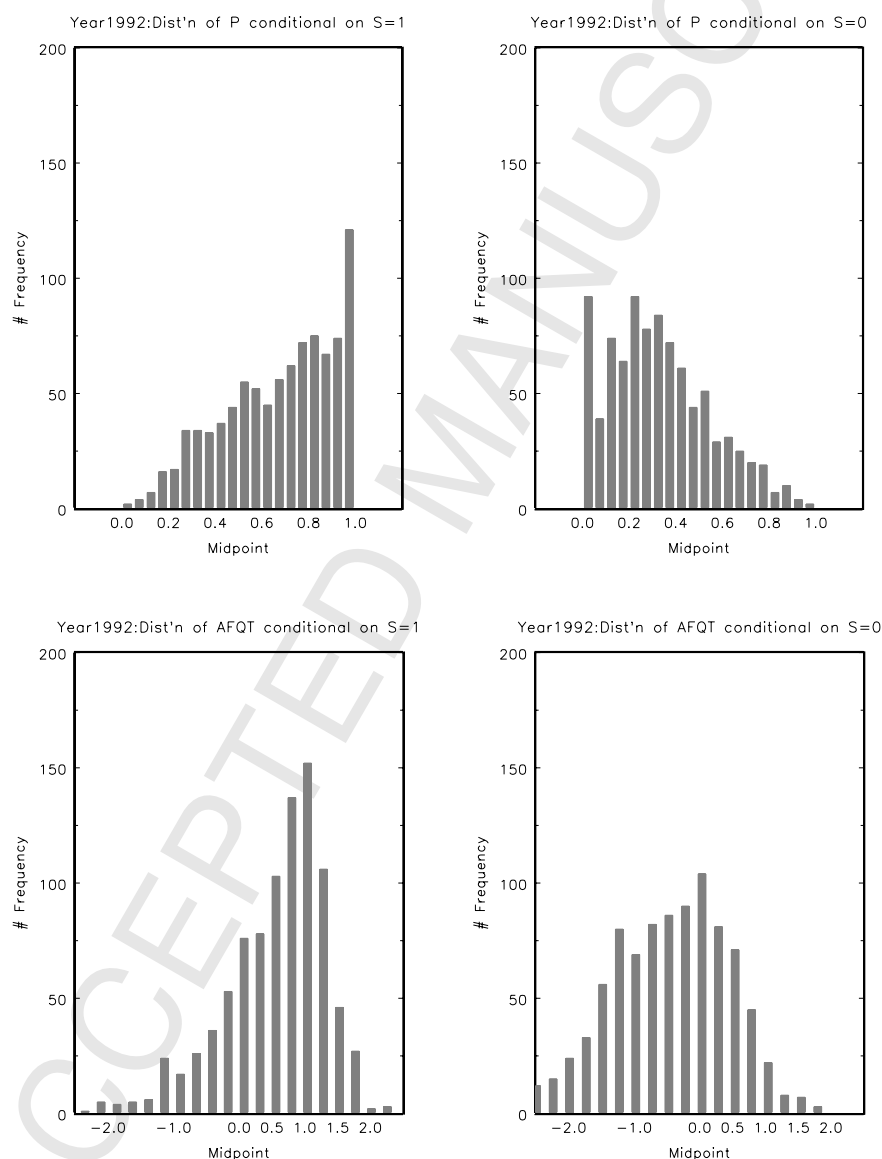 Year1992:Dist'n of P conditional on S=1
200
150
100
50
0
# Frequency
0.0 0.2 0.4 0.6 0.8 1.0
Midpoint
Year1992:Dist'n of P conditional on S=0
200
150
100
50
0
# Frequency
0.0 0.2 0.4 0.6 0.8 1.0
Midpoint
Year1992:Dist'n of AFQT conditional on S=1
200
150
100
50
0
# Frequency
−2.0 −1.0 0.0 0.5 1.0 1.5 2.0
Midpoint
Year1992:Dist'n of AFQT conditional on S=0
200
150
100
50
0
# Frequency
−2.0 −1.0 0.0 0.5 1.0 1.5 2.0
Midpoint
CCEPTED MANUSC